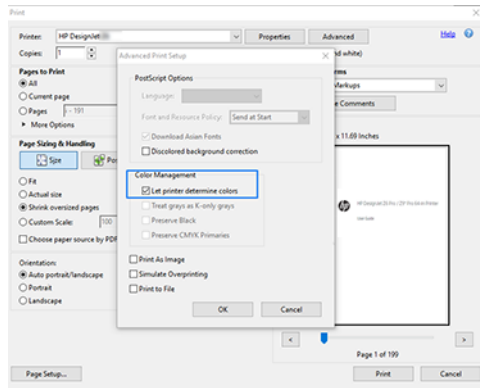 Print
Printer: HP DesignJet
Properties
Advanced
Help
Copies: 1
Pages to Print
All
Current page
Pages 1 - 191
More Options
Page Sizing & Handling
Size
Fit
Actual size
Shrink oversized pages
Custom Scale: 100
Choose paper source by PDF
Orientation:
Auto portrait/landscape
Portrait
Landscape
Page Setup...
Advanced Print Setup
PostScript Options
Language:
Font and Resource Policy: Send at Start
Download Asian Fonts
Discolored background correction
Color Management
Let printer determine colors
Treat grays as K-only grays
Preserve Black
Preserve CMYK Primaries
Print As Image
Simulate Overprinting
Print to File
OK
Cancel
nd white)
Comments
x 11.69 Inches
hp
User Guide
Page 1 of 199
Print
Cancel